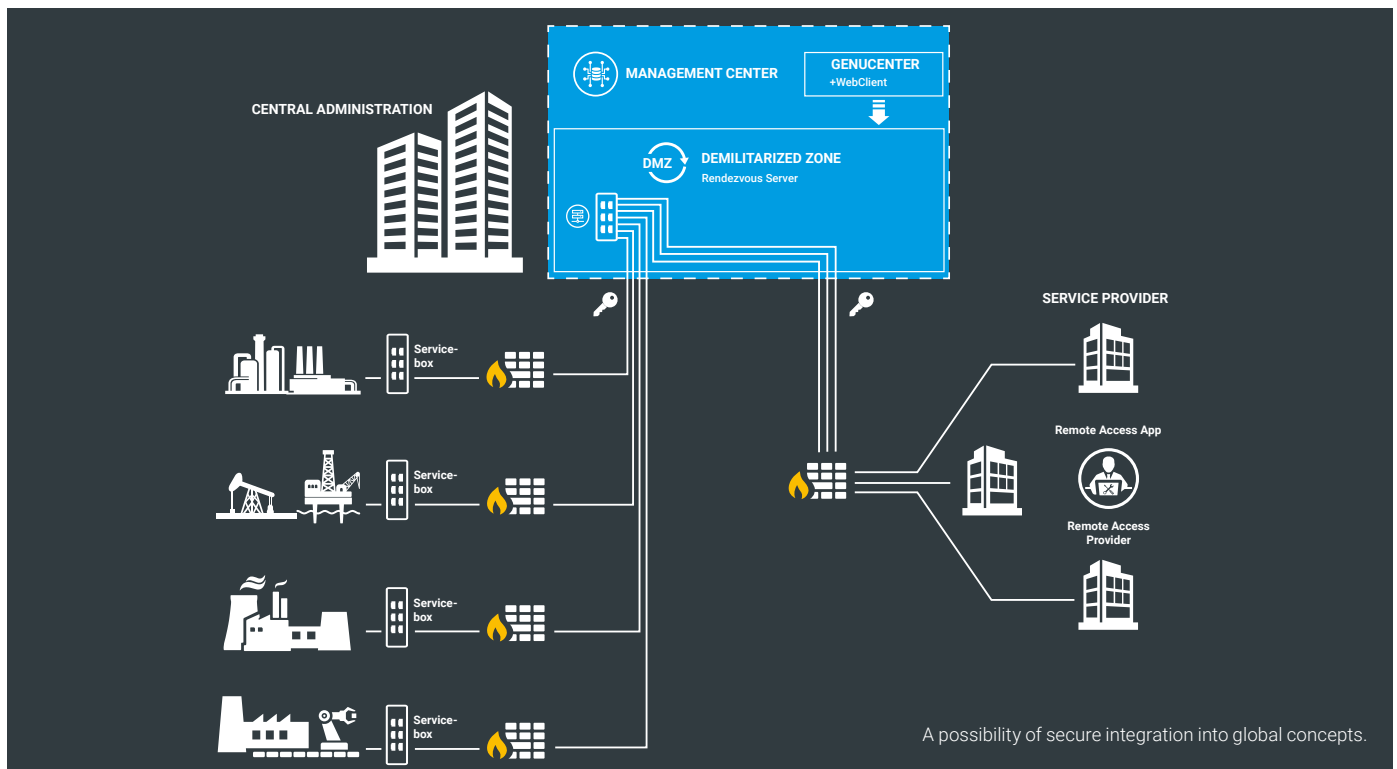 CENTRAL ADMINISTRATION
MANAGEMENT CENTER
GENUCENTER
+WebClient
DMZ
DEMILITARIZED ZONE
Rendezvous Server
SERVICE PROVIDER
Service-
box
Service-
box
Service-
box
Service-
box
Remote Access App
Remote Access
Provider
A possibility of secure integration into global concepts.